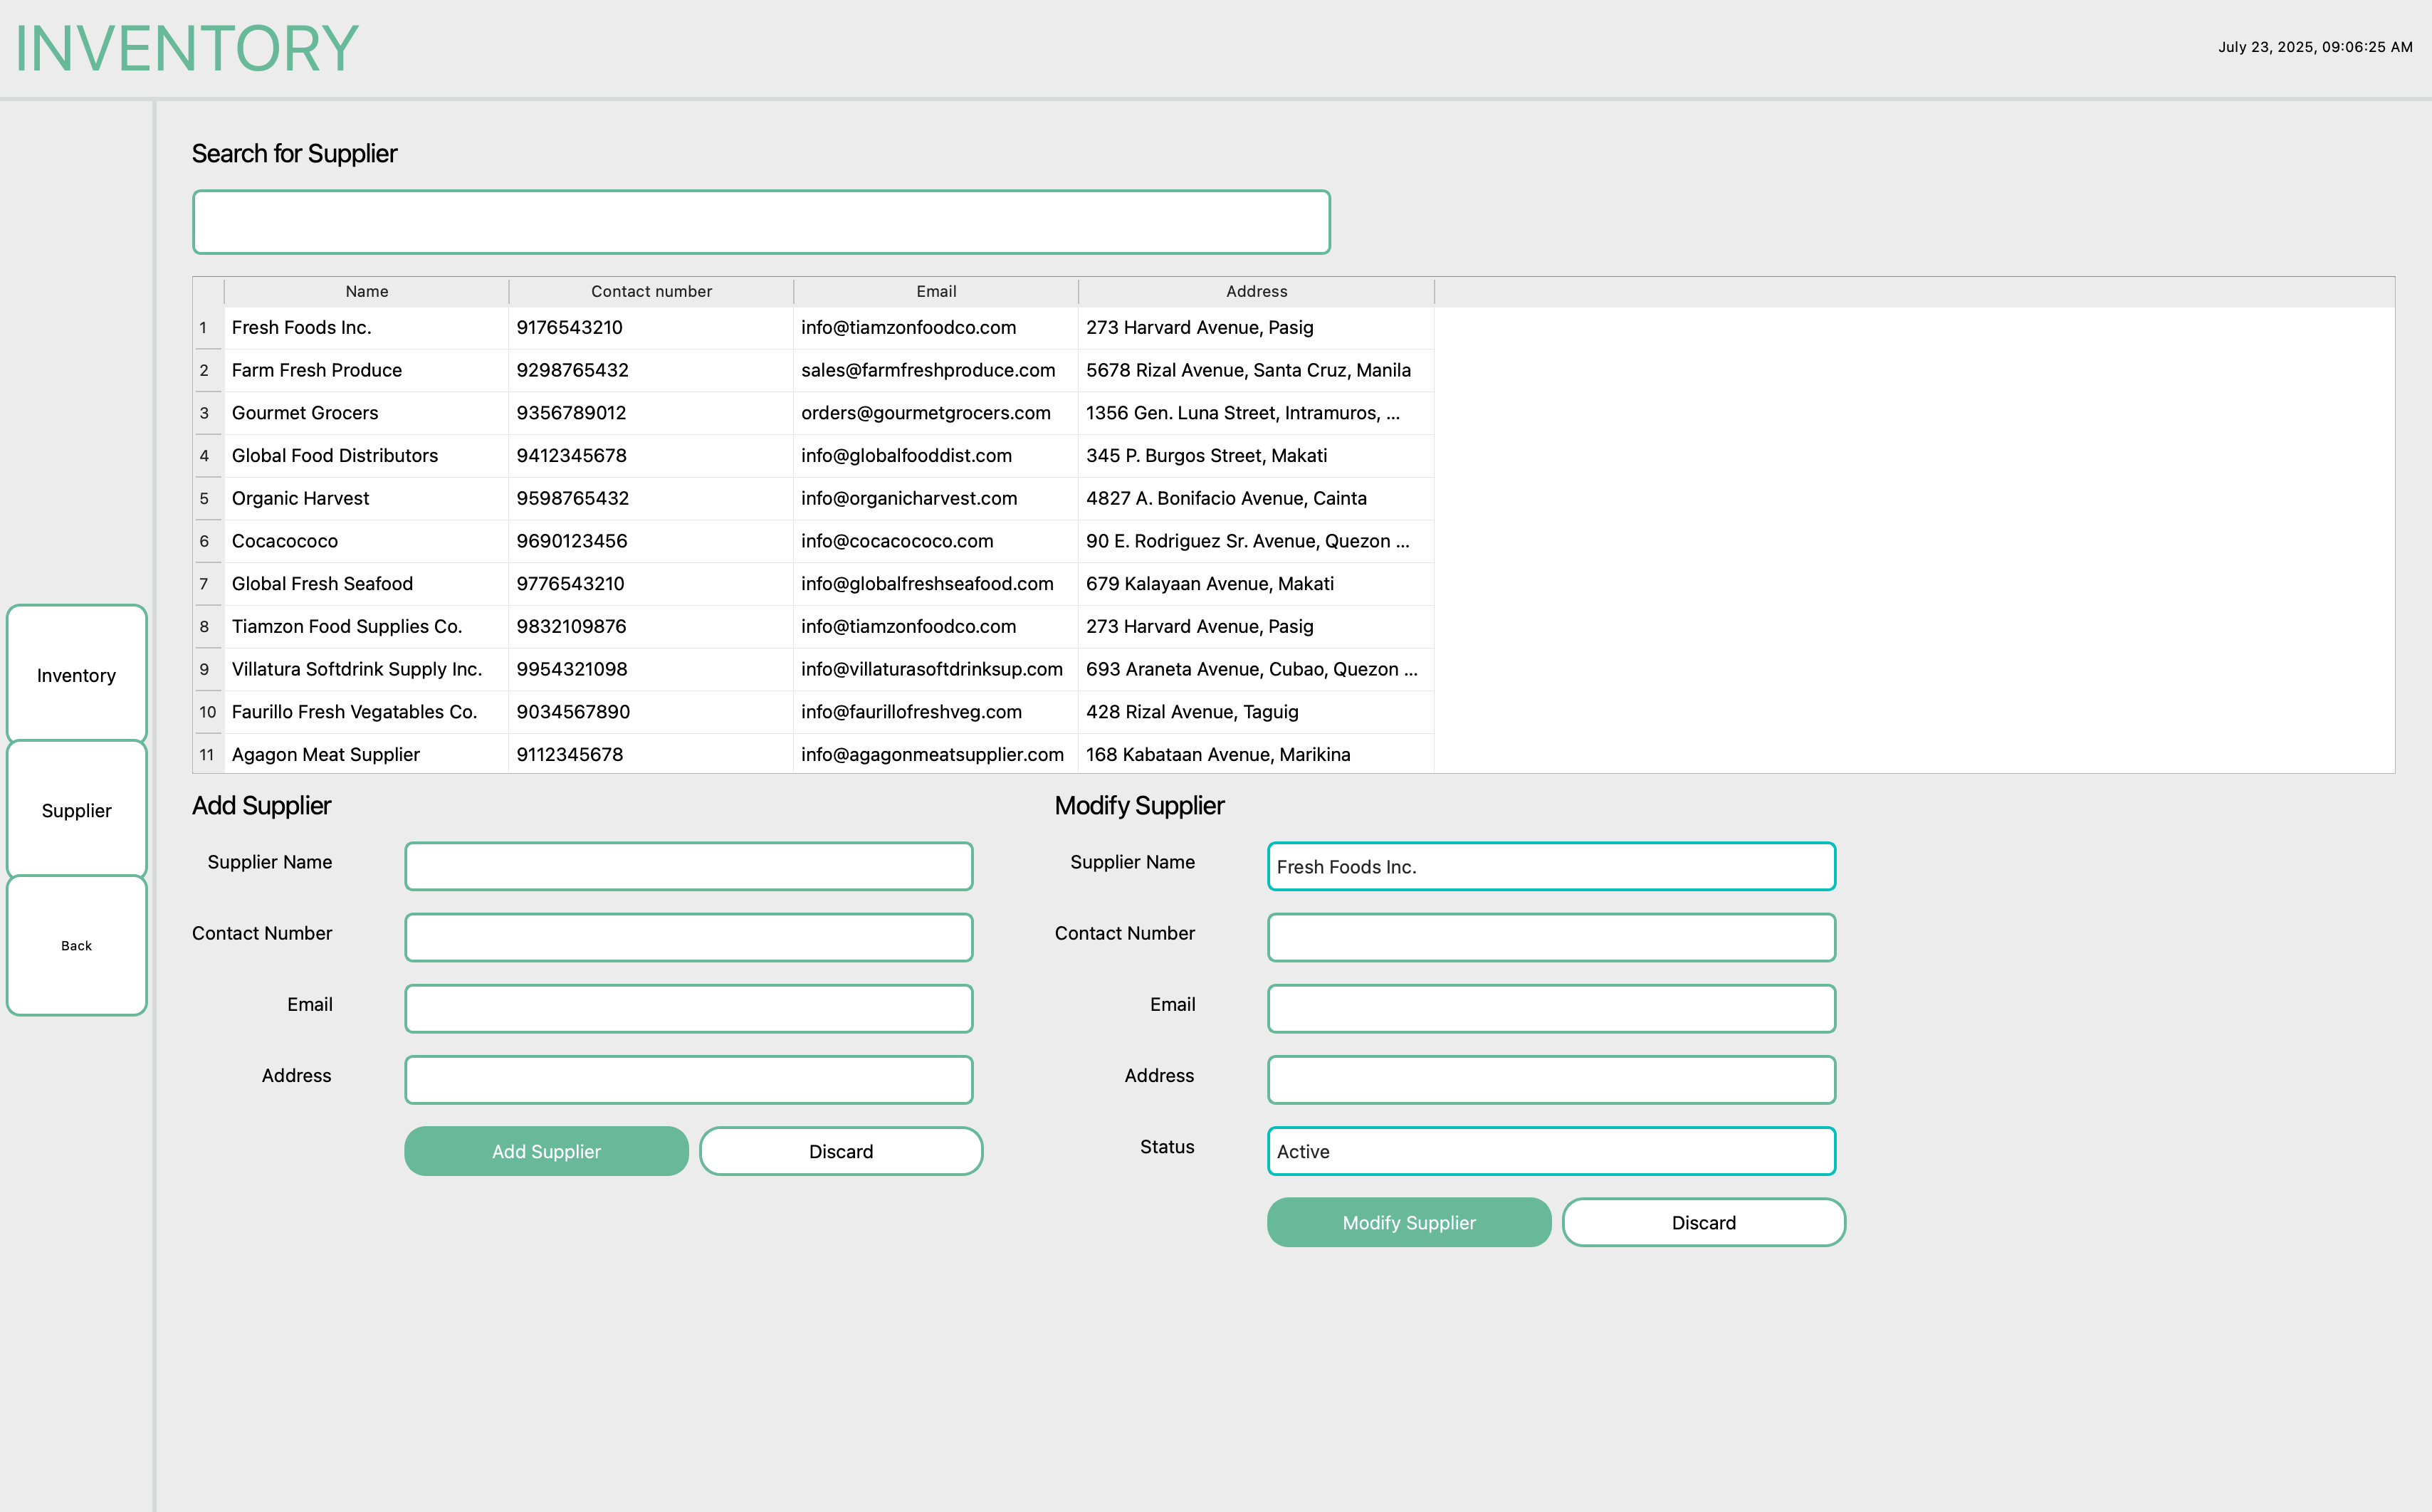 INVENTORY
July 23, 2025, 09:06:25 AM
Search for Supplier
Name Contact number Email Address
1 Fresh Foods Inc. 9176543210 info@tiamzonfoodco.com 273 Harvard Avenue, Pasig
2 Farm Fresh Produce 9298765432 sales@farmfreshproduce.com 5678 Rizal Avenue, Santa Cruz, Manila
3 Gourmet Grocers 9356789012 orders@gourmetgrocers.com 1356 Gen. Luna Street, Intramuros, ...
4 Global Food Distributors 9412345678 info@globalfooddist.com 345 P. Burgos Street, Makati
5 Organic Harvest 9598765432 info@organicharvest.com 4827 A. Bonifacio Avenue, Cainta
6 Cocacococo 9690123456 info@cocacococo.com 90 E. Rodriguez Sr. Avenue, Quezon ...
7 Global Fresh Seafood 9776543210 info@globalfreshseafood.com 679 Kalayaan Avenue, Makati
8 Tiamzon Food Supplies Co. 9832109876 info@tiamzonfoodco.com 273 Harvard Avenue, Pasig
9 Villatura Softdrink Supply Inc. 9954321098 info@villaturasoftdrinksup.com 693 Araneta Avenue, Cubao, Quezon ...
10 Faurillo Fresh Vegatables Co. 9034567890 info@faurillofreshveg.com 428 Rizal Avenue, Taguig
11 Agagon Meat Supplier 9112345678 info@agagonmeatsupplier.com 168 Kabataan Avenue, Marikina
Inventory
Supplier
Back
Add Supplier
Supplier Name
Contact Number
Email
Address
Add Supplier Discard
Modify Supplier
Supplier Name Fresh Foods Inc.
Contact Number
Email
Address
Status Active
Modify Supplier Discard